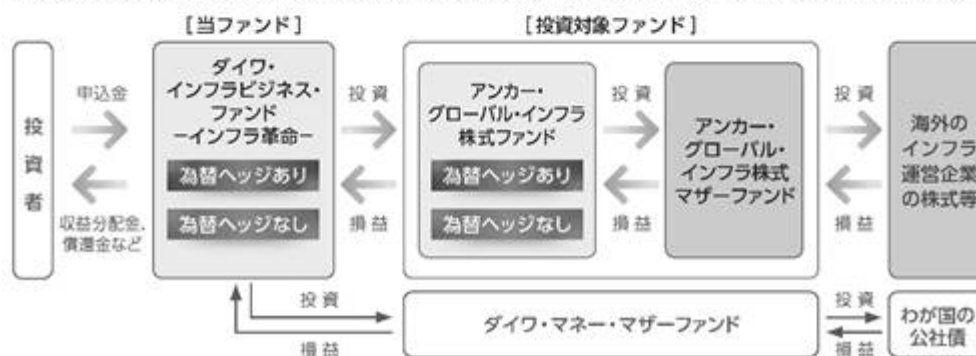 [当ファンド]
[投資対象ファンド]
投資者
申込金
収益分配金、
償還金など
ダイワ・
インフラビジネス・
ファンド
－インフラ革命－
為替ヘッジあり
為替ヘッジなし
投資
損益
アンカー・
グローバル・インフラ
株式ファンド
為替ヘッジあり
為替ヘッジなし
投資
損益
アンカー・
グローバル・
インフラ株式
マザーファンド
投資
損益
海外の
インフラ
運営企業
の株式等
投資
損益
ダイワ・マネー・マザーファンド
投資
損益
わが国の
公社債